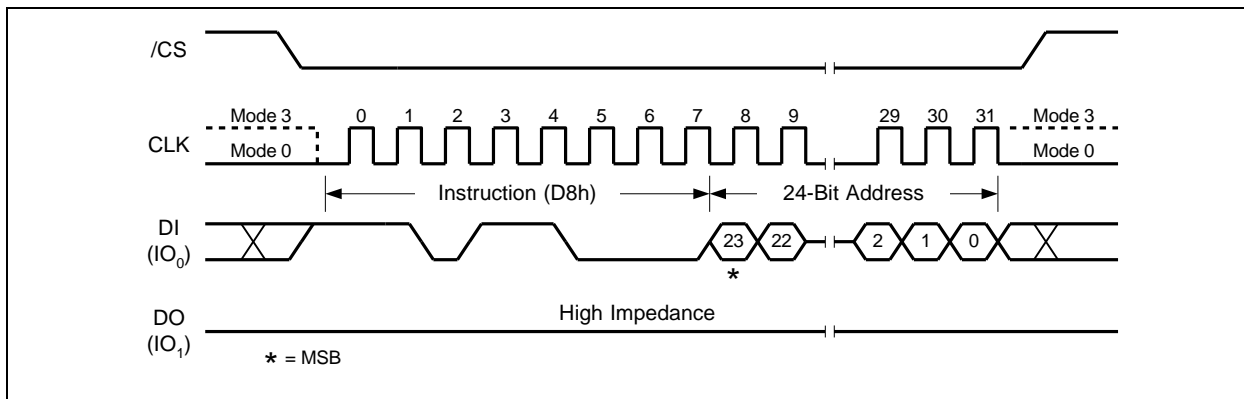 /CS
Mode 3 0 1 2 3 4 5 6 7 8 9 29 30 31 Mode 3
CLK
Mode 0 Mode 0
Instruction (D8h) 24-Bit Address
DI
(IO0)
23 22 2 1 0
*
High Impedance
DO
(IO1)
* = MSB